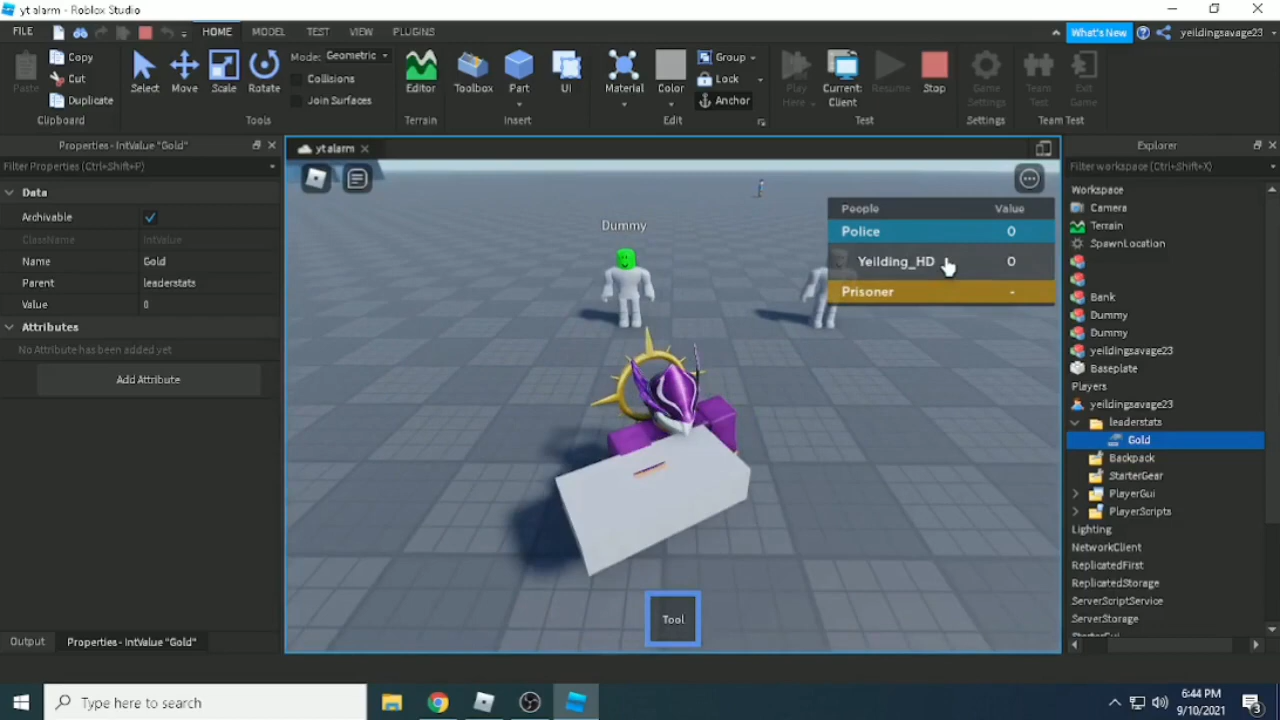 yt alarm - Roblox Studio
FILE HOME MODEL TEST VIEW PLUGINS What's New yeildingsavage23
Paste Copy Cut Duplicate Clipboard
Select Move Scale Rotate Mode: Geometric Collisions Join Surfaces Tools
Editor Terrain
Toolbox Part UI Insert
Material Color Group Lock Anchor Edit
Play Here Current: Client Resume Stop Test
Game Settings Settings
Team Test Exit Game Team Test
Properties - IntValue "Gold"
Filter Properties (Ctrl+Shift+P)
Data
Archivable
ClassName IntValue
Name Gold
Parent leaderstats
Value 0
Attributes
No Attribute has been added yet
Add Attribute
Output Properties - IntValue "Gold"
yt alarm
Dummy
People Value
Police 0
Yeilding_HD 0
Prisoner -
Tool
Explorer
Filter workspace (Ctrl+Shift+X)
Workspace
Camera
Terrain
SpawnLocation
Bank
Dummy
Dummy
yeildingsavage23
Baseplate
Players
yeildingsavage23
leaderstats
Gold
Backpack
StarterGear
PlayerGui
PlayerScripts
Lighting
NetworkClient
ReplicatedFirst
ReplicatedStorage
ServerScriptService
ServerStorage
Type here to search
6:44 PM
9/10/2021
3